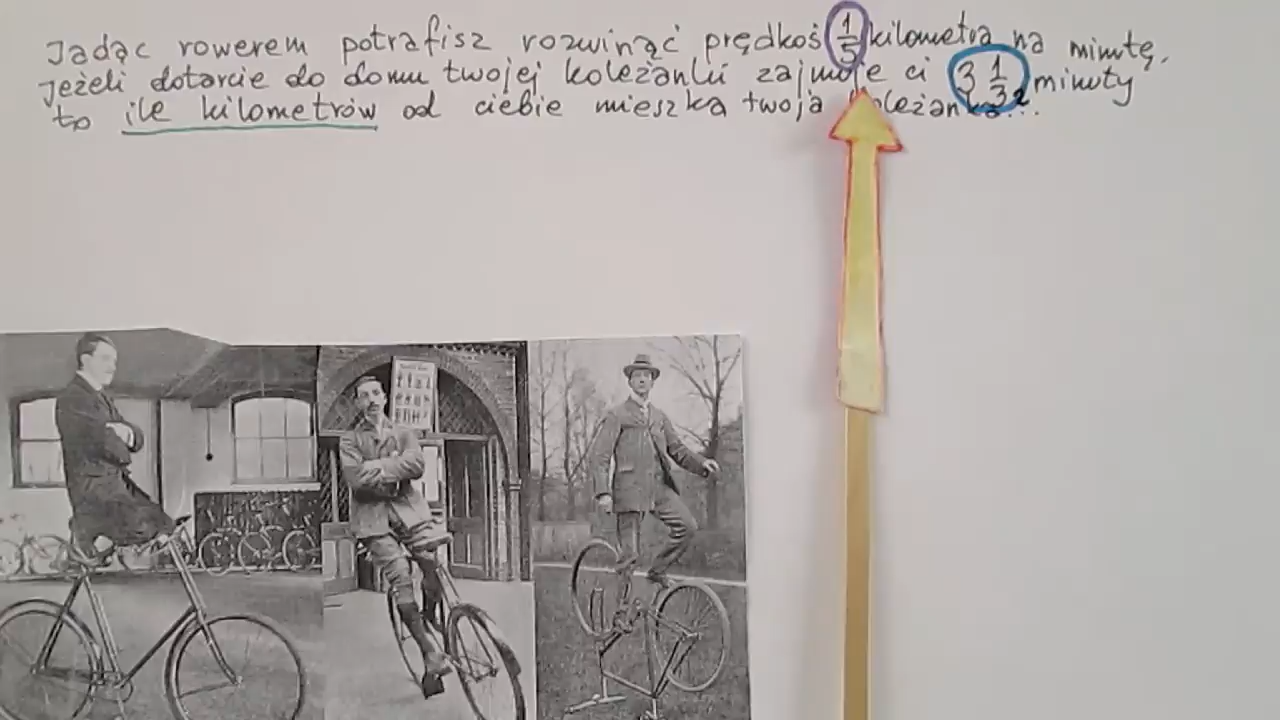 Jadąc rowerem potrafisz rozwinąć prędkoś 1/5 kilometra na minutę,
jeżeli dotarcie do domu twojej koleżanki zajmuje ci 3 1/3 minuty
to ile kilometrów od ciebie mieszka twoja koleżanka...